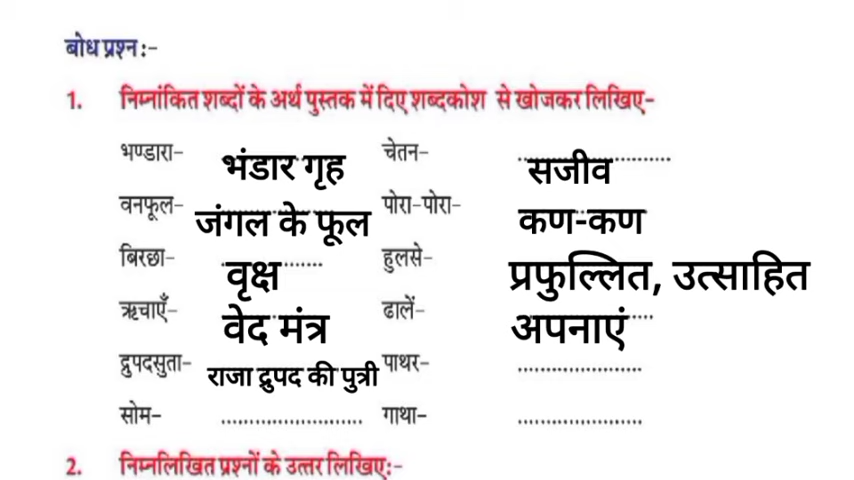 बोध प्रश्न :-
1. निम्नांकित शब्दों के अर्थ पुस्तक में दिए शब्दकोश से खोजकर लिखिए-
भण्डारा- भंडार गृह चेतन- सजीव
वनफूल- जंगल के फूल पोरा-पोरा- कण-कण
बिरछा- वृक्ष हुलसे- प्रफुल्लित, उत्साहित
ऋचाएँ- वेद मंत्र ढालें- अपनाएं
द्रुपदसुता- राजा द्रुपद की पुत्री पाथर- ........................
सोम- ........................ गाथा- ........................
2. निम्नलिखित प्रश्नों के उत्तर लिखिए:-